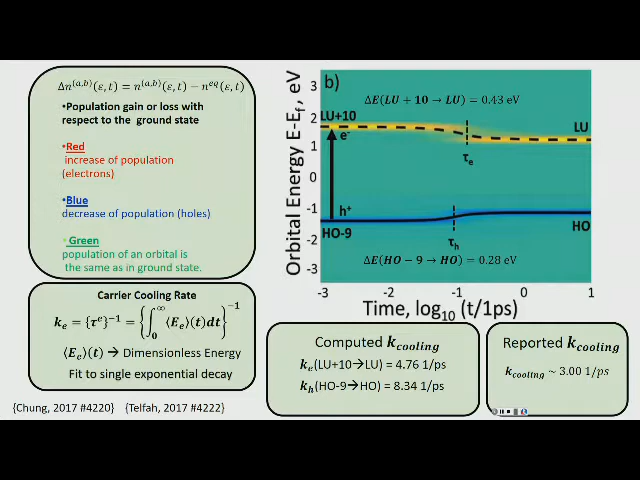 Δn^(a,b)(ε,t) = n^(a,b)(ε,t) − n^eq(ε,t)
•Population gain or loss with
respect to the ground state
•Red
increase of population
(electrons)
•Blue
decrease of population (holes)
•Green
population of an orbital is
the same as in ground state.
Carrier Cooling Rate
k_e = {τ^e}^−1 = {∫_0^∞ ⟨E_e⟩(t)dt}^−1
⟨E_e⟩(t) → Dimensionless Energy
Fit to single exponential decay
{Chung, 2017 #4220} {Telfah, 2017 #4222}
b)
Orbital Energy E-E_f, eV
3
2
1
0
-1
-2
-3
ΔE(LU + 10 → LU) = 0.43 eV
LU+10
LU
e⁻
τ_e
h⁺
HO-9
HO
τ_h
ΔE(HO − 9 → HO) = 0.28 eV
-3 -2 -1 0 1
Time, log_10 (t/1ps)
Computed k_cooling
k_e(LU+10→LU) = 4.76 1/ps
k_h(HO-9→HO) = 8.34 1/ps
Reported k_cooling
k_cooling ~ 3.00 1/ps